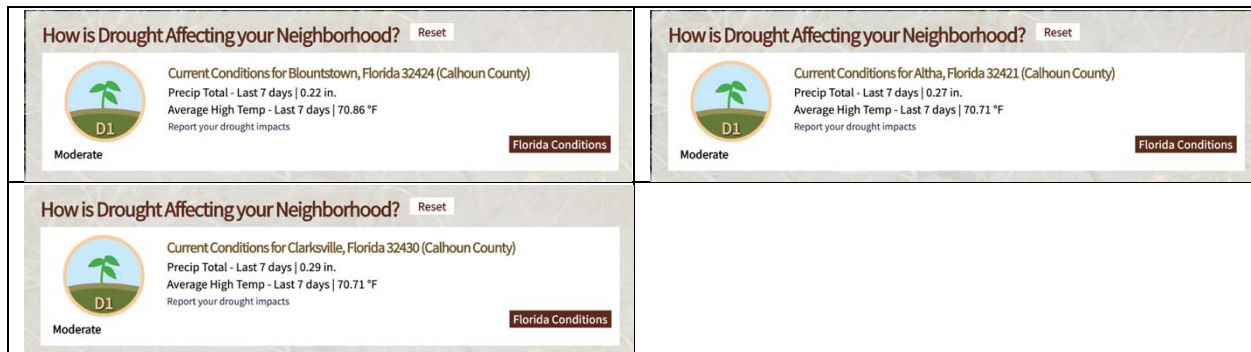 How is Drought Affecting your Neighborhood? Reset
Current Conditions for Blountstown, Florida 32424 (Calhoun County)
Precip Total - Last 7 days | 0.22 in.
Average High Temp - Last 7 days | 70.86 °F
Report your drought impacts
D1
Moderate
Florida Conditions
How is Drought Affecting your Neighborhood? Reset
Current Conditions for Altha, Florida 32421 (Calhoun County)
Precip Total - Last 7 days | 0.27 in.
Average High Temp - Last 7 days | 70.71 °F
Report your drought impacts
D1
Moderate
Florida Conditions
How is Drought Affecting your Neighborhood? Reset
Current Conditions for Clarksville, Florida 32430 (Calhoun County)
Precip Total - Last 7 days | 0.29 in.
Average High Temp - Last 7 days | 70.71 °F
Report your drought impacts
D1
Moderate
Florida Conditions